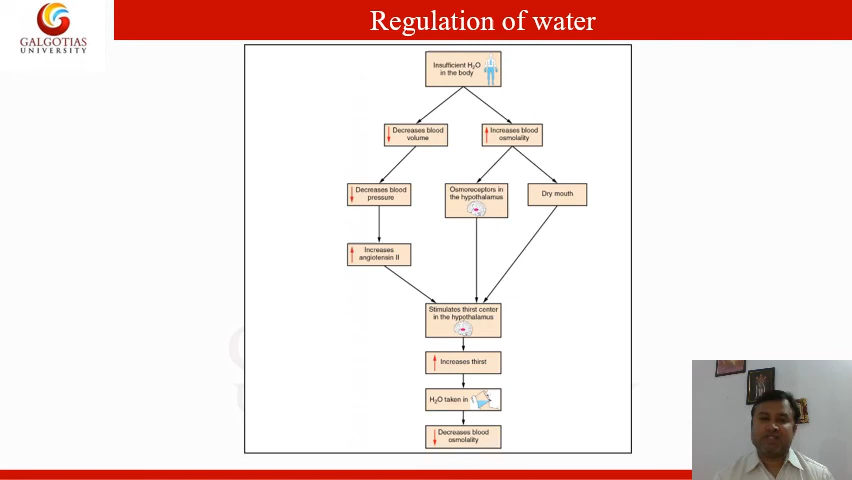 GALGOTIAS
UNIVERSITY
Regulation of water
Insufficient H₂O
in the body
Decreases blood
volume
Increases blood
osmolality
Decreases blood
pressure
Osmoreceptors in
the hypothalamus
Dry mouth
Increases
angiotensin II
Stimulates thirst center
in the hypothalamus
Increases thirst
H₂O taken in
Decreases blood
osmolality